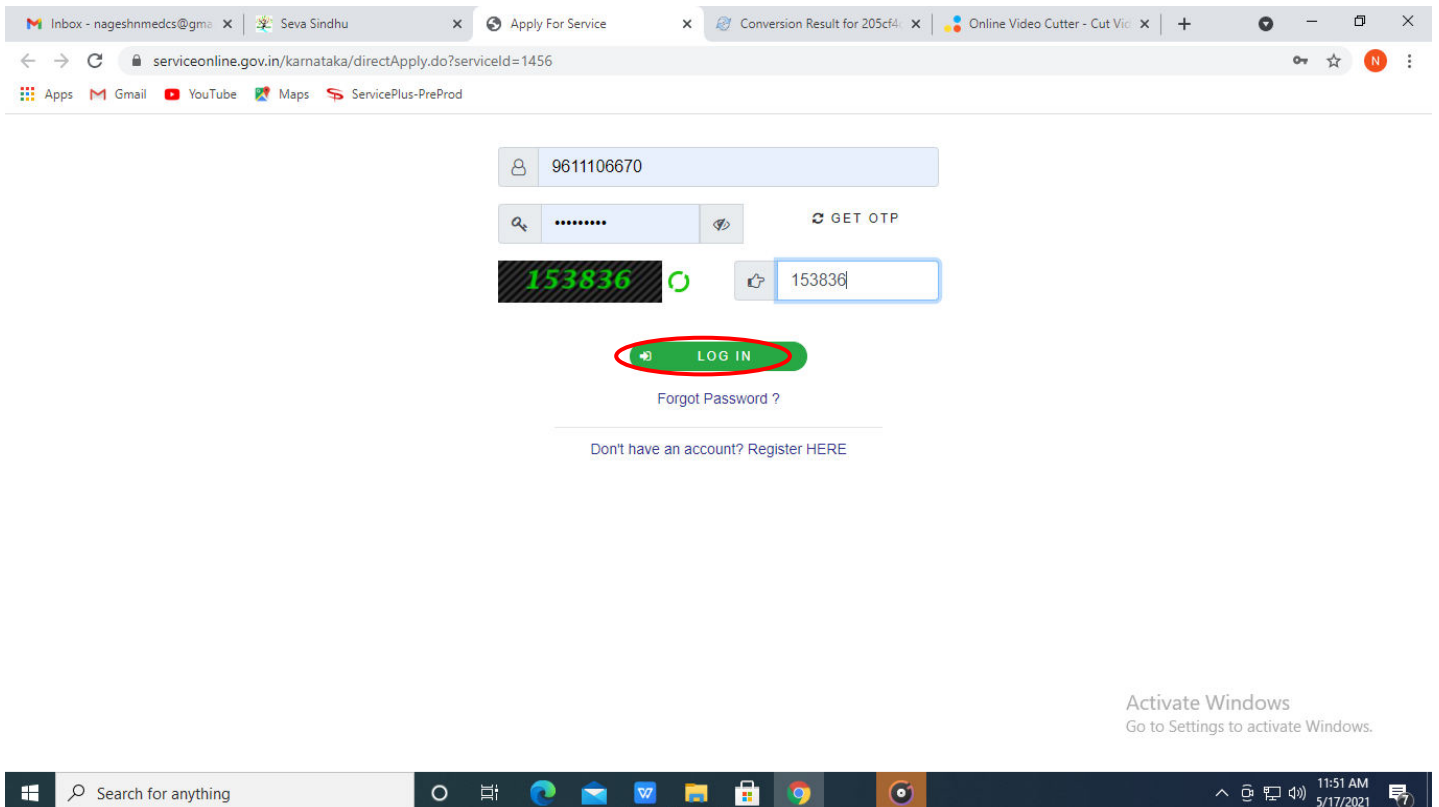 Inbox - nageshnmedcs@gma
Seva Sindhu
Apply For Service
Conversion Result for 205cf4
Online Video Cutter - Cut Vid
serviceonline.gov.in/karnataka/directApply.do?serviceId=1456
N
Apps
Gmail
YouTube
Maps
ServicePlus-PreProd
9611106670
•••••••••
GET OTP
153836
153836
LOG IN
Forgot Password ?
Don't have an account? Register HERE
Activate Windows
Go to Settings to activate Windows.
Search for anything
W
11:51 AM
5/17/2021
7